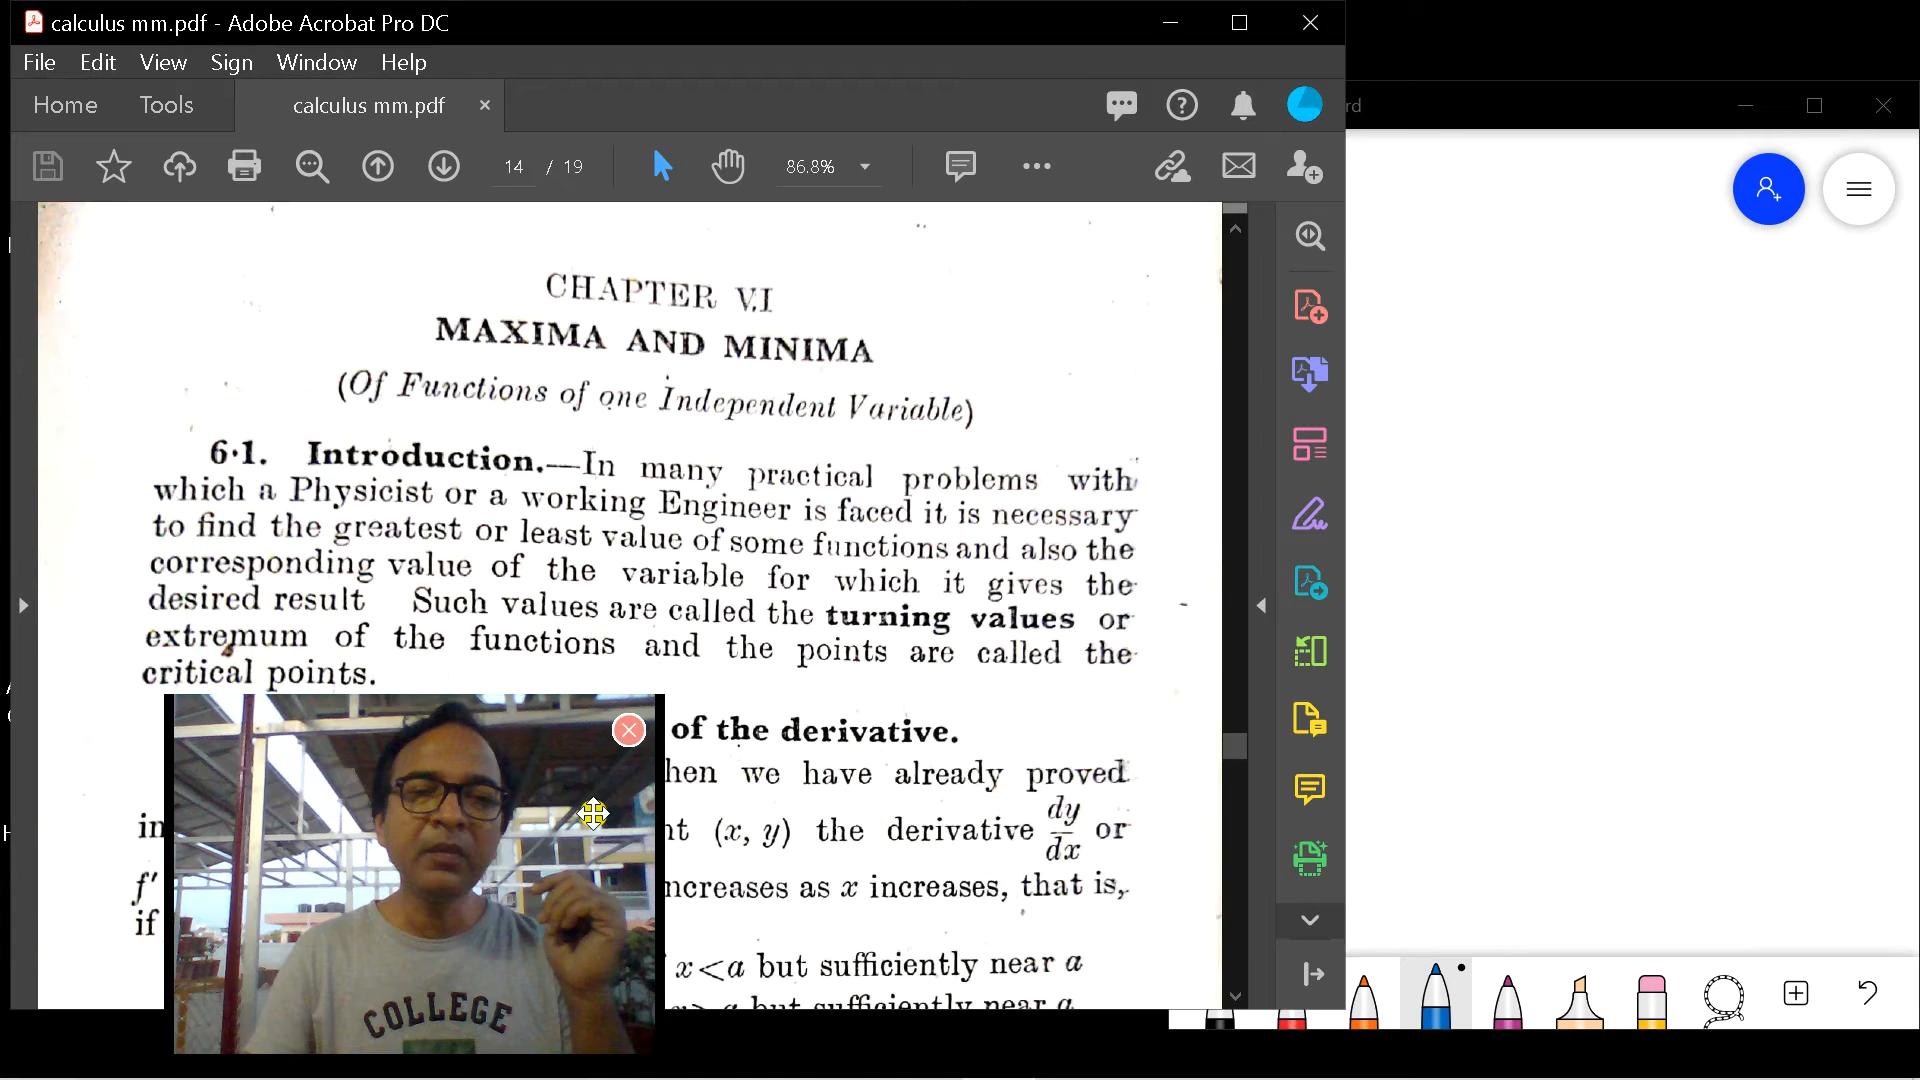 calculus mm.pdf - Adobe Acrobat Pro DC
File Edit View Sign Window Help
Home Tools calculus mm.pdf ×
14 / 19 86.8%
rd
CHAPTER VI
MAXIMA AND MINIMA
(Of Functions of one Independent Variable)
6·1. Introduction.—In many practical problems with
which a Physicist or a working Engineer is faced it is necessary
to find the greatest or least value of some functions and also the
corresponding value of the variable for which it gives the
desired result Such values are called the turning values or
extremum of the functions and the points are called the
critical points.
of the derivative.
hen we have already proved
in nt (x, y) the derivative dy/dx or
f' ncreases as x increases, that is,
if
x<a but sufficiently near a
x> a but sufficiently near a
COLLEGE